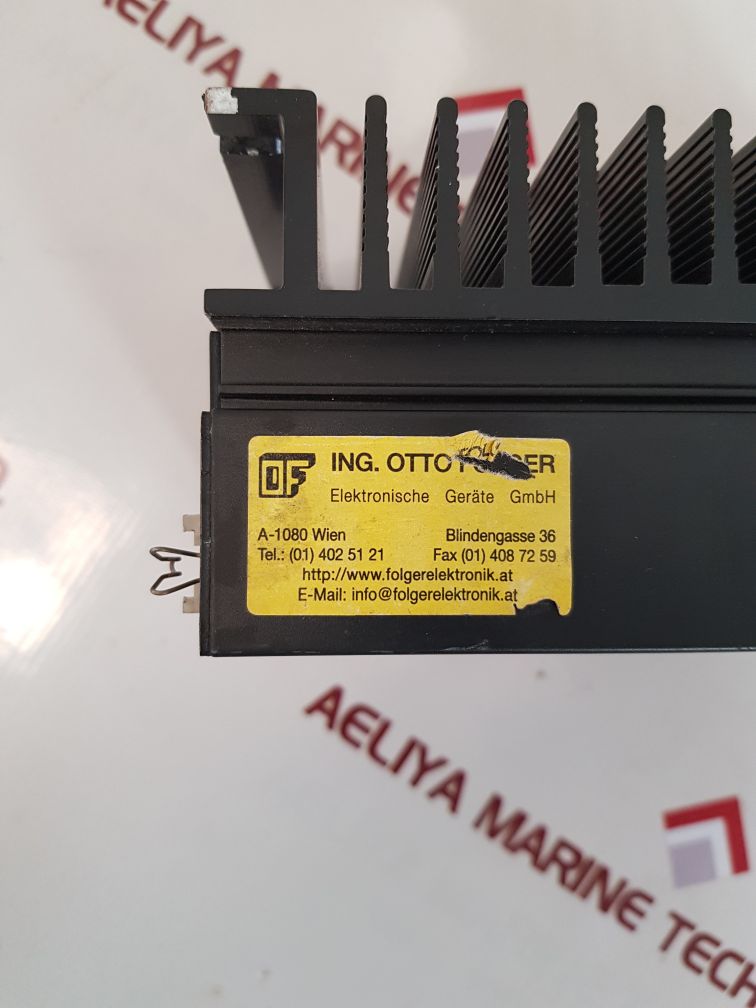 AELIYA MARINE TECH
OF
ING. OTTO
Elektronische Geräte GmbH
A-1080 Wien Blindengasse 36
Tel.: (01) 402 51 21 Fax (01) 408 72 59
http://www.folgerelektronik.at
E-Mail: info@folgerelektronik.at
AELIYA MARINE TECH